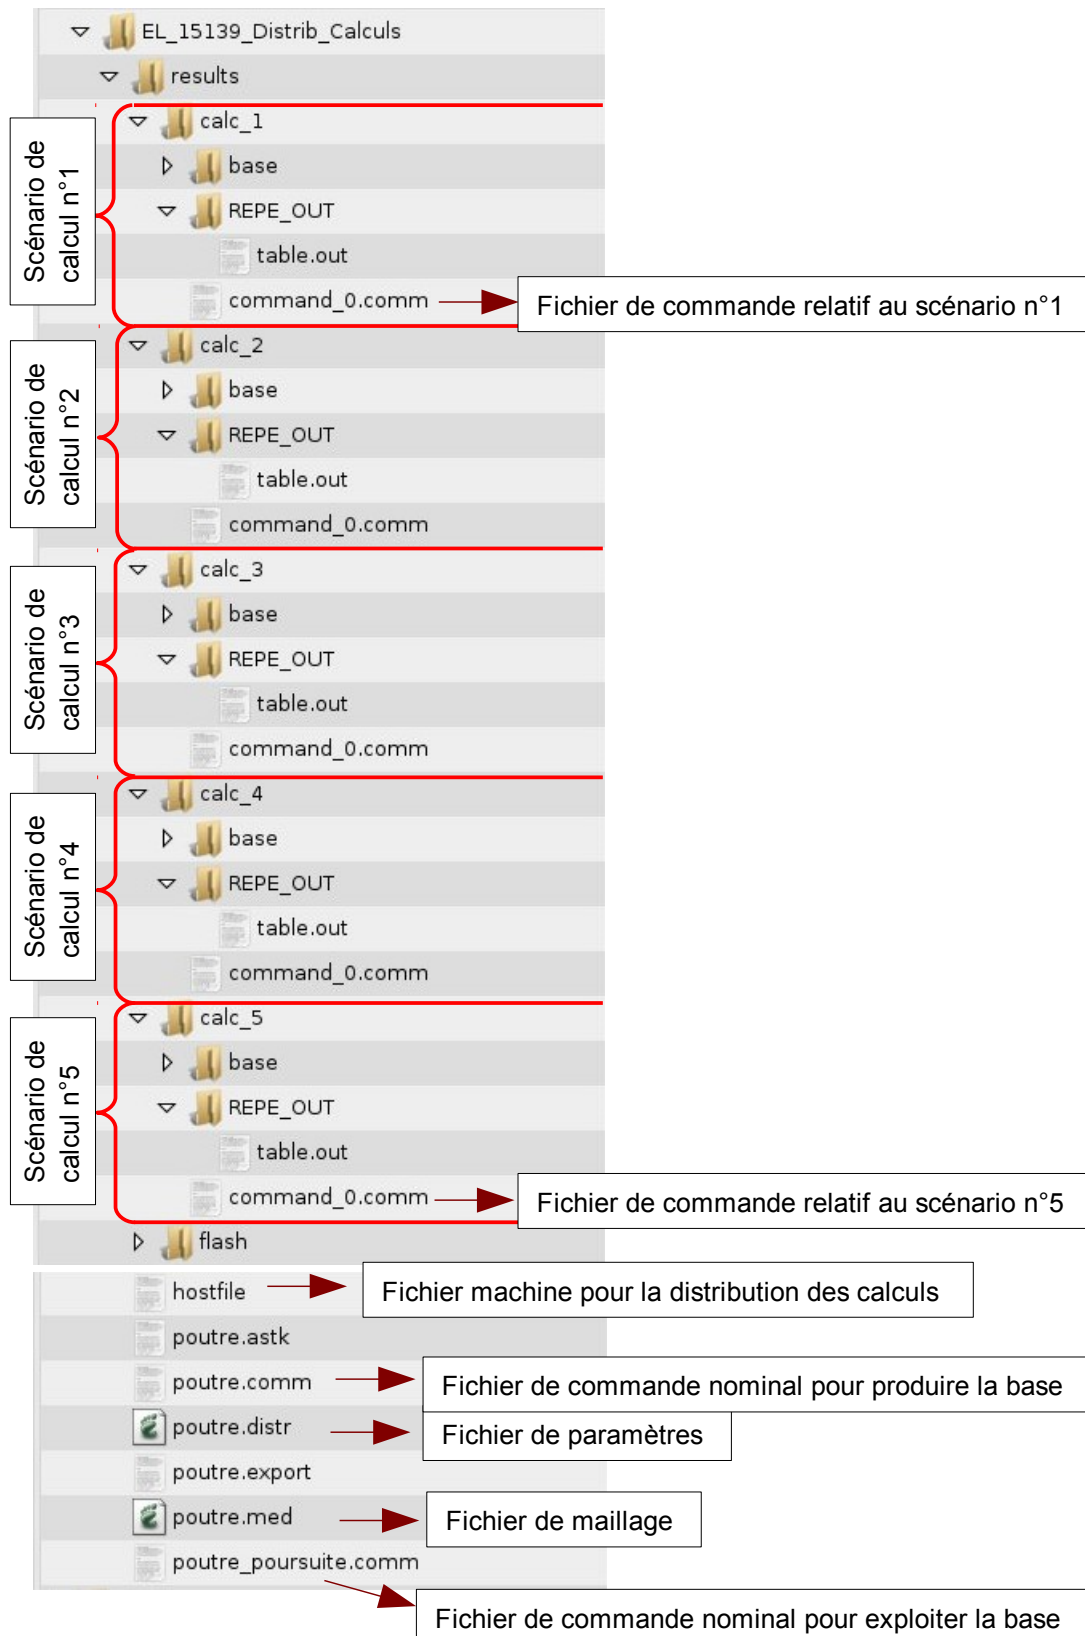 EL_15139_Distrib_Calculs
results
Scénario de
calcul n°1
calc_1
base
REPE_OUT
table.out
command_0.comm
Fichier de commande relatif au scénario n°1
Scénario de
calcul n°2
calc_2
base
REPE_OUT
table.out
command_0.comm
Scénario de
calcul n°3
calc_3
base
REPE_OUT
table.out
command_0.comm
Scénario de
calcul n°4
calc_4
base
REPE_OUT
table.out
command_0.comm
Scénario de
calcul n°5
calc_5
base
REPE_OUT
table.out
command_0.comm
Fichier de commande relatif au scénario n°5
flash
hostfile
Fichier machine pour la distribution des calculs
poutre.astk
poutre.comm
Fichier de commande nominal pour produire la base
poutre.distr
Fichier de paramètres
poutre.export
poutre.med
Fichier de maillage
poutre_poursuite.comm
Fichier de commande nominal pour exploiter la base